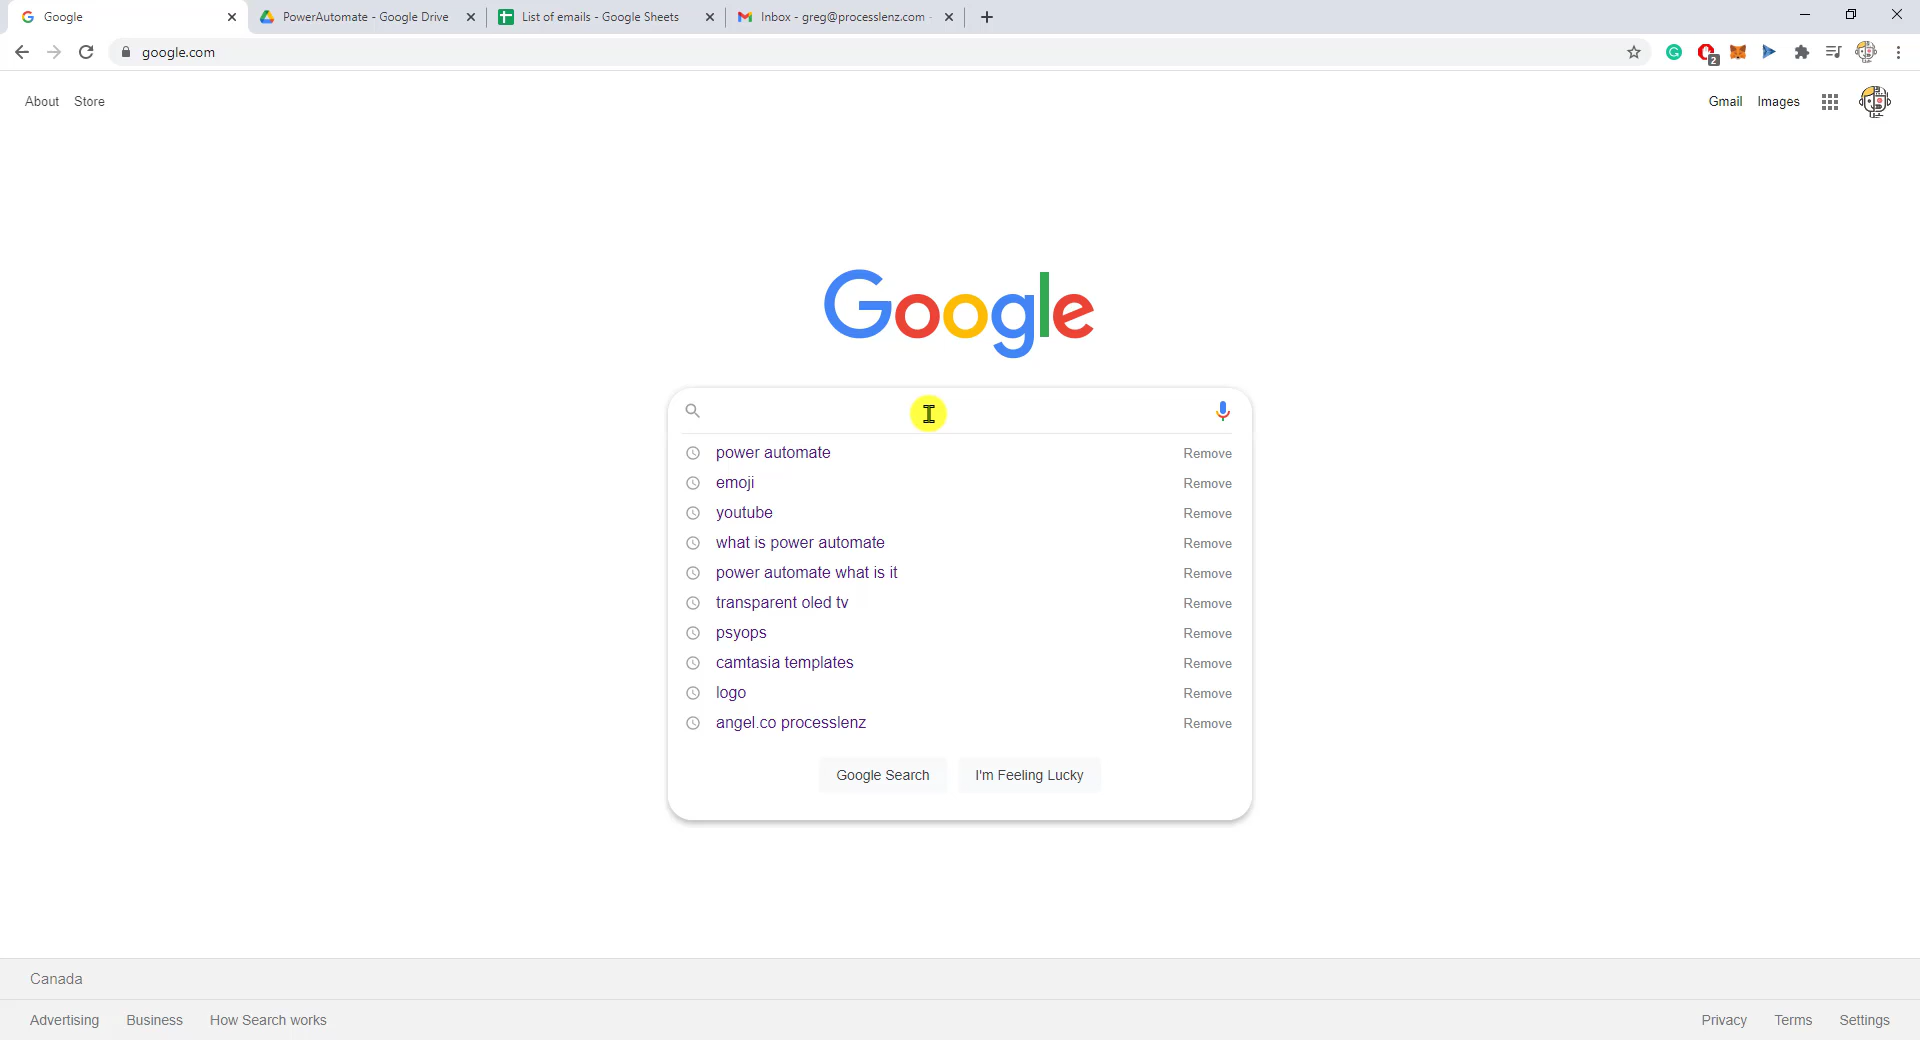 Google
PowerAutomate - Google Drive
List of emails - Google Sheets
Inbox - greg@processlenz.com -
google.com
2
About Store
Gmail Images
Google
power automate Remove
emoji Remove
youtube Remove
what is power automate Remove
power automate what is it Remove
transparent oled tv Remove
psyops Remove
camtasia templates Remove
logo Remove
angel.co processlenz Remove
Google Search I'm Feeling Lucky
Canada
Advertising Business How Search works Privacy Terms Settings